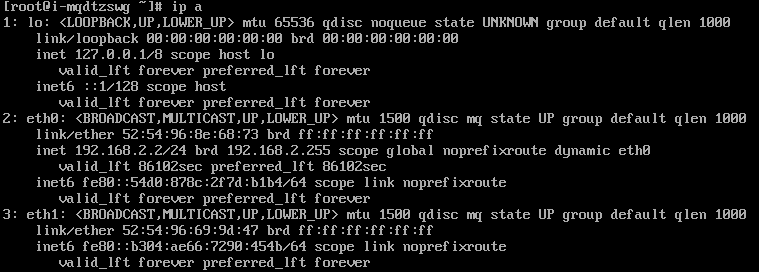 [root@i-mqdtzswg ~]# ip a
1: lo: <LOOPBACK,UP,LOWER_UP> mtu 65536 qdisc noqueue state UNKNOWN group default qlen 1000
    link/loopback 00:00:00:00:00:00 brd 00:00:00:00:00:00
    inet 127.0.0.1/8 scope host lo
       valid_lft forever preferred_lft forever
    inet6 ::1/128 scope host
       valid_lft forever preferred_lft forever
2: eth0: <BROADCAST,MULTICAST,UP,LOWER_UP> mtu 1500 qdisc mq state UP group default qlen 1000
    link/ether 52:54:96:8e:68:73 brd ff:ff:ff:ff:ff:ff
    inet 192.168.2.2/24 brd 192.168.2.255 scope global noprefixroute dynamic eth0
       valid_lft 86102sec preferred_lft 86102sec
    inet6 fe80::54d0:878c:2f7d:b1b4/64 scope link noprefixroute
       valid_lft forever preferred_lft forever
3: eth1: <BROADCAST,MULTICAST,UP,LOWER_UP> mtu 1500 qdisc mq state UP group default qlen 1000
    link/ether 52:54:96:69:9d:47 brd ff:ff:ff:ff:ff:ff
    inet6 fe80::b304:ae66:7290:454b/64 scope link noprefixroute
       valid_lft forever preferred_lft forever